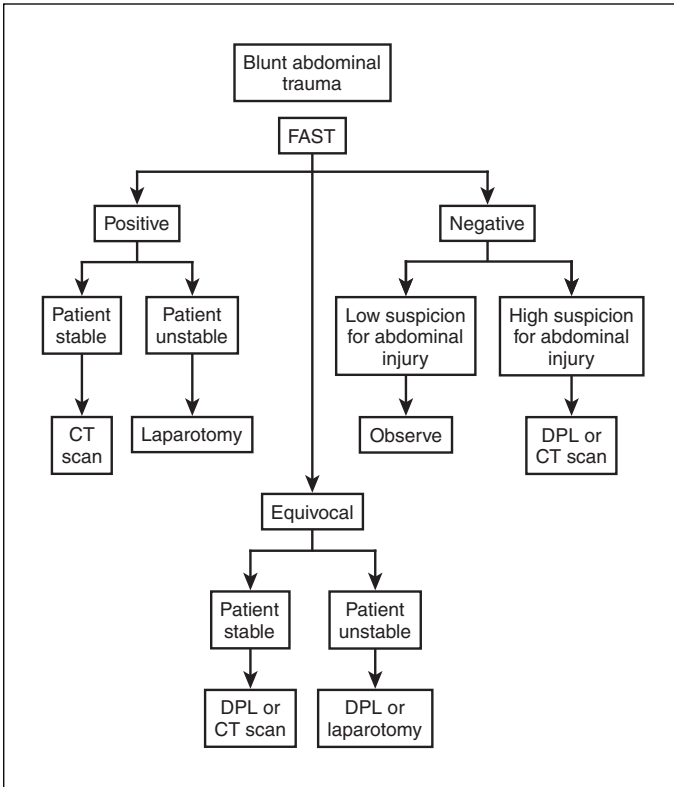 Blunt abdominal
trauma
FAST
Positive
Negative
Patient
stable
Patient
unstable
Low suspicion
for abdominal
injury
High suspicion
for abdominal
injury
CT
scan
Laparotomy
Observe
DPL or
CT scan
Equivocal
Patient
stable
Patient
unstable
DPL or
CT scan
DPL or
laparotomy